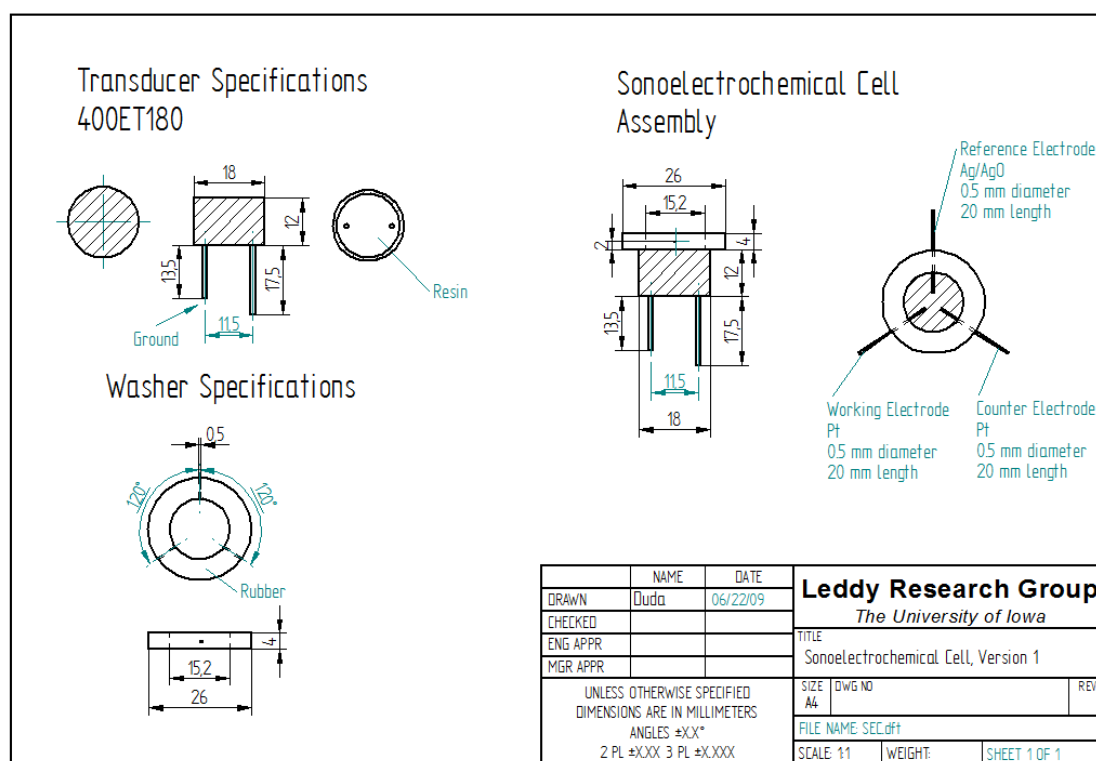 Transducer Specifications
400ET180
18
12
13,5
17,5
11,5
Ground
Resin
Washer Specifications
0,5
120°
120°
Rubber
4
15,2
26
Sonoelectrochemical Cell
Assembly
26
15,2
2
4
12
13,5
17,5
11,5
18
Reference Electrode
Ag/AgO
0.5 mm diameter
20 mm length
Working Electrode
Pt
0.5 mm diameter
20 mm length
Counter Electrode
Pt
0.5 mm diameter
20 mm length
NAME DATE
DRAWN Duda 06/22/09
CHECKED
ENG APPR
MGR APPR
UNLESS OTHERWISE SPECIFIED
DIMENSIONS ARE IN MILLIMETERS
ANGLES ±X.X°
2 PL ±X.XX 3 PL ±X.XXX
Leddy Research Group
The University of Iowa
TITLE
Sonoelectrochemical Cell, Version 1
SIZE DWG NO REV
A4
FILE NAME: SEC.dft
SCALE: 1:1 WEIGHT: SHEET 1 OF 1